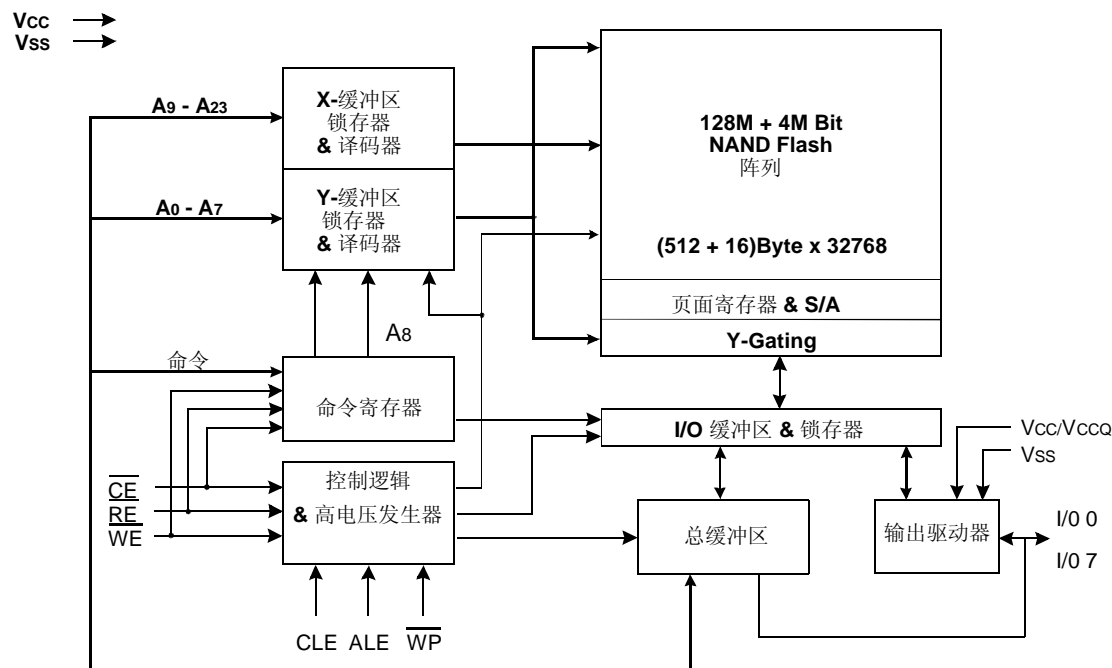 VCC
VSS
A9 - A23
X-缓冲区
锁存器
& 译码器
A0 - A7
Y-缓冲区
锁存器
& 译码器
128M + 4M Bit
NAND Flash
阵列
(512 + 16)Byte x 32768
页面寄存器 & S/A
Y-Gating
A8
命令
命令寄存器
I/O 缓冲区 & 锁存器
VCC/VCCQ
VSS
CE
RE
WE
控制逻辑
& 高电压发生器
总缓冲区
输出驱动器
I/0 0
I/0 7
CLE ALE WP